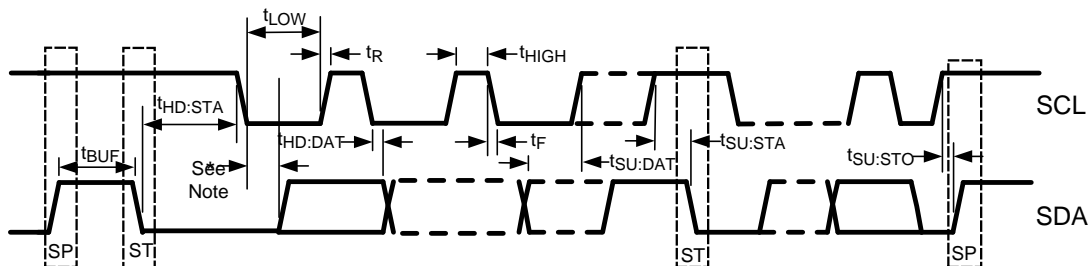 tLOW
tR
tHIGH
SCL
tHD:STA
tHD:DAT
tF
tSU:DAT
tSU:STA
tSU:STO
tBUF
See
Note
SDA
SP
ST
ST
SP